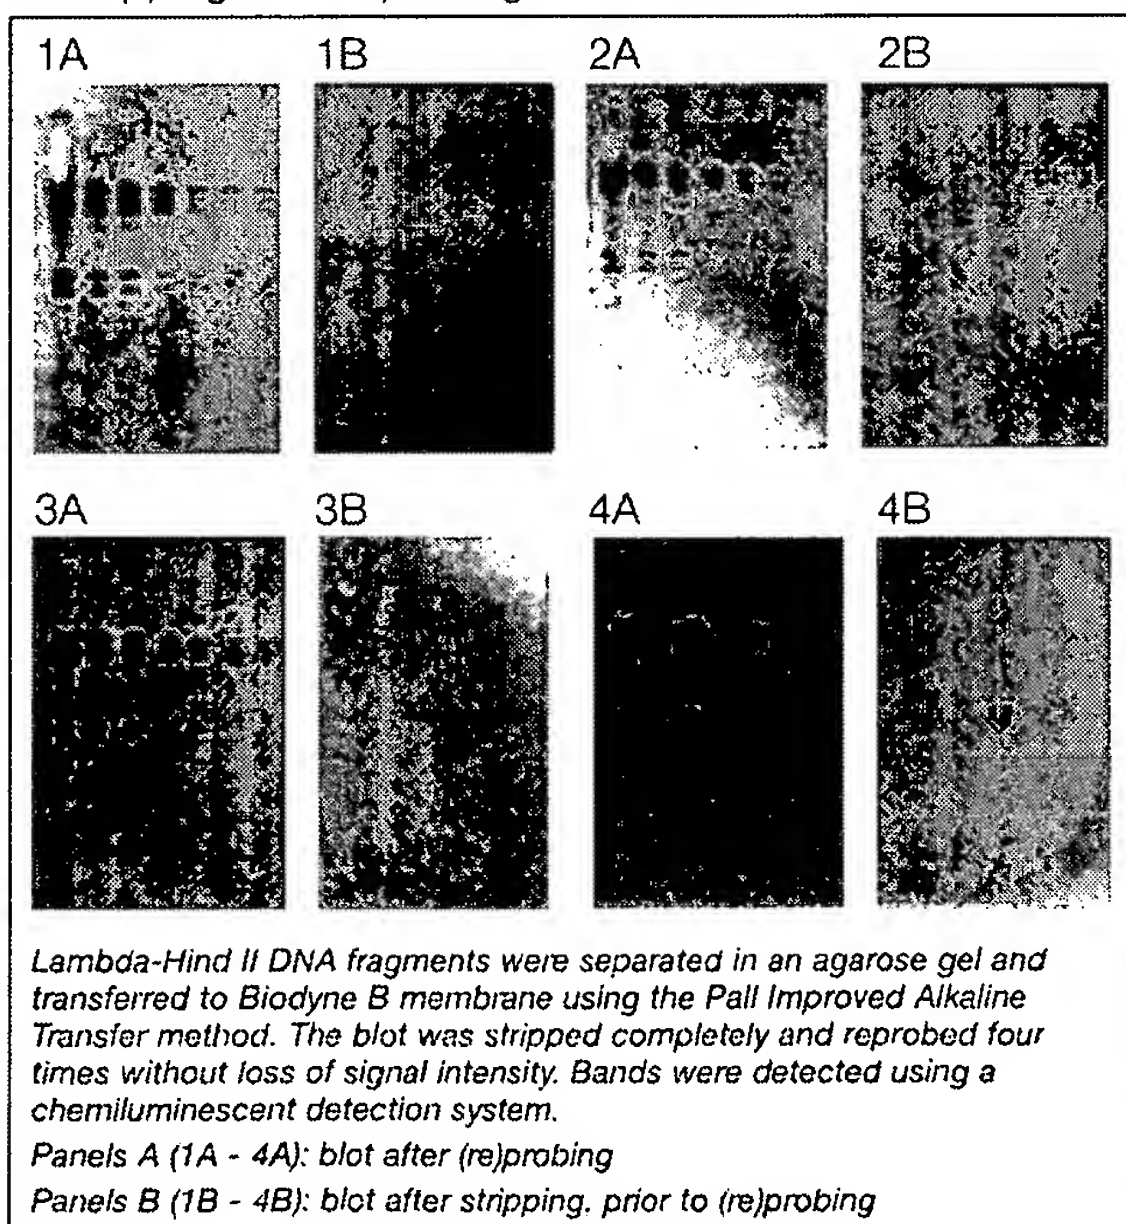 1A 1B 2A 2B
3A 3B 4A 4B
Lambda-Hind II DNA fragments were separated in an agarose gel and
transferred to Biodyne B membrane using the Pall Improved Alkaline
Transfer method. The blot was stripped completely and reprobed four
times without loss of signal intensity. Bands were detected using a
chemiluminescent detection system.
Panels A (1A - 4A): blot after (re)probing
Panels B (1B - 4B): blot after stripping, prior to (re)probing